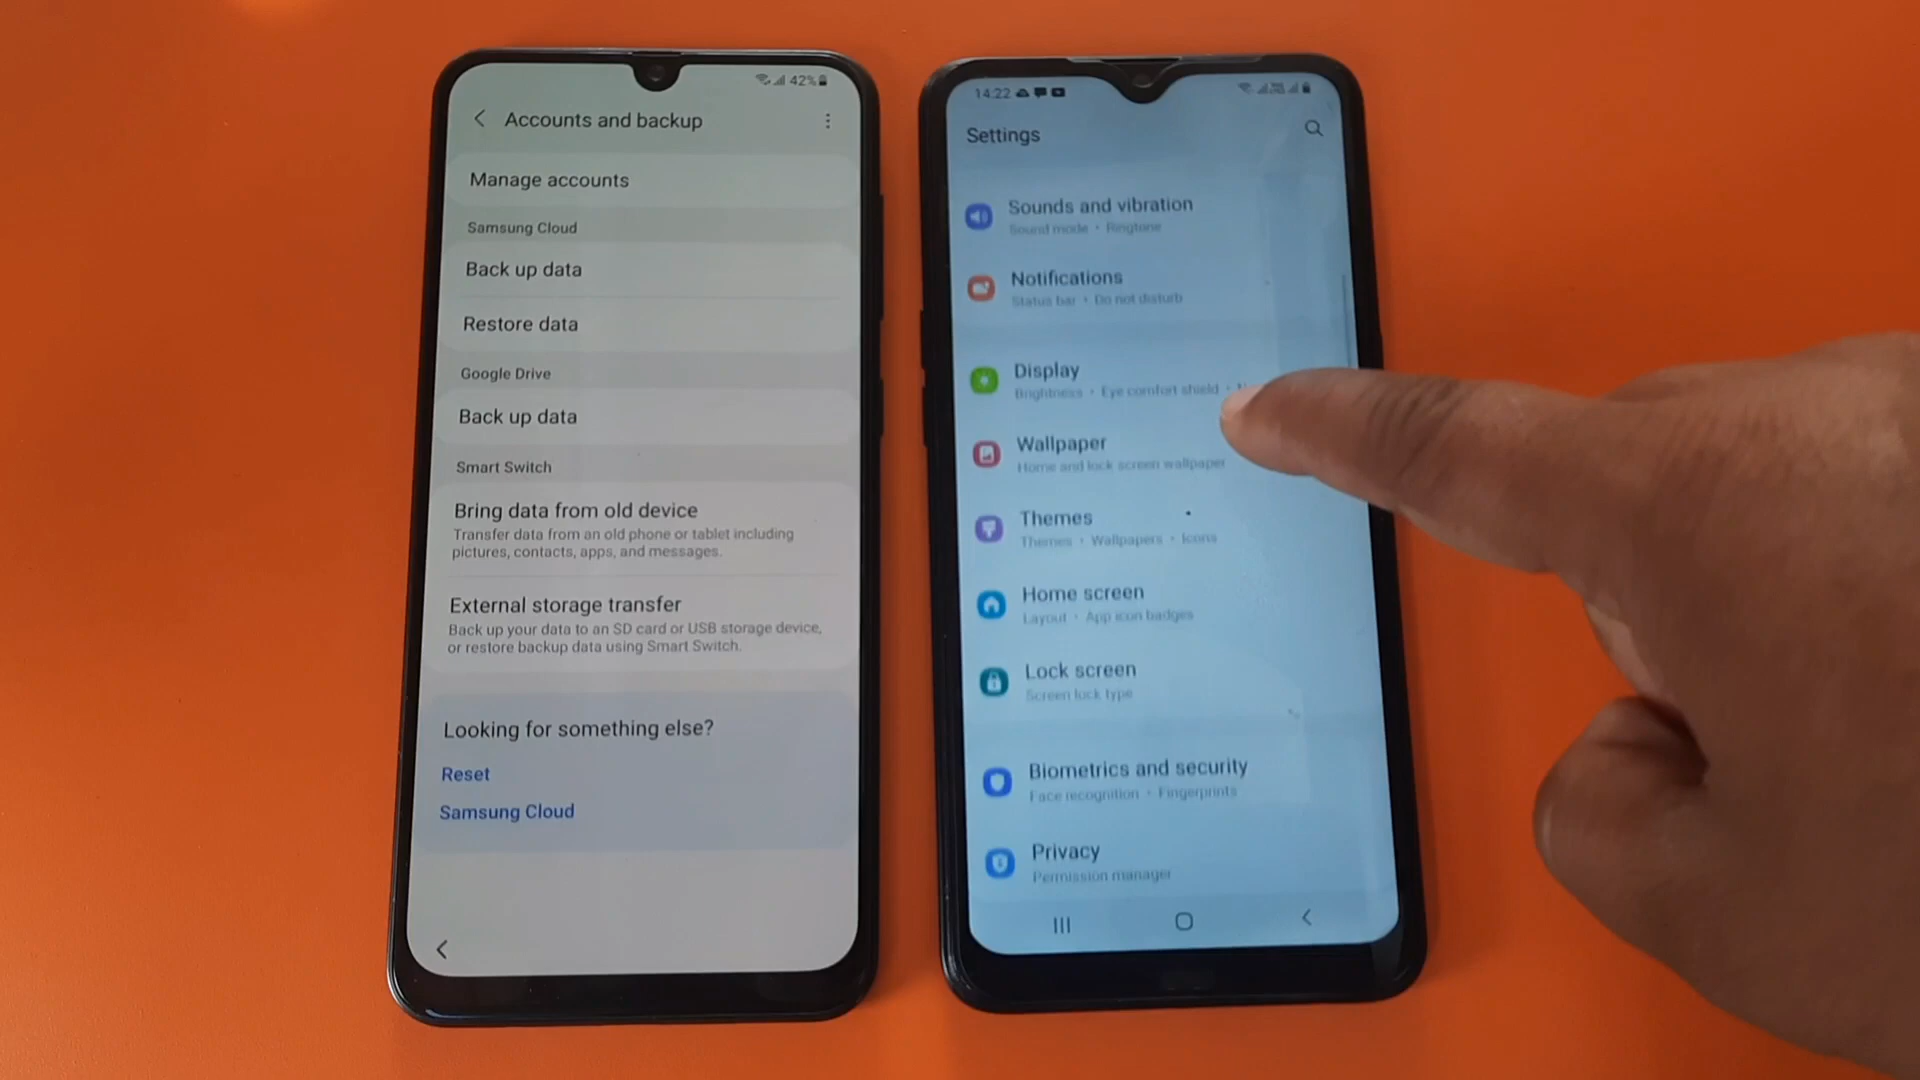 42%
Accounts and backup
Manage accounts
Samsung Cloud
Back up data
Restore data
Google Drive
Back up data
Smart Switch
Bring data from old device
Transfer data from an old phone or tablet including
pictures, contacts, apps, and messages.
External storage transfer
Back up your data to an SD card or USB storage device,
or restore backup data using Smart Switch.
Looking for something else?
Reset
Samsung Cloud
14:22
Settings
Sounds and vibration
Sound mode • Ringtone
Notifications
Status bar • Do not disturb
Display
Brightness • Eye comfort shield •
Wallpaper
Home and lock screen wallpaper
Themes
Themes • Wallpapers • Icons
Home screen
Layout • App icon badges
Lock screen
Screen lock type
Biometrics and security
Face recognition • Fingerprints
Privacy
Permission manager